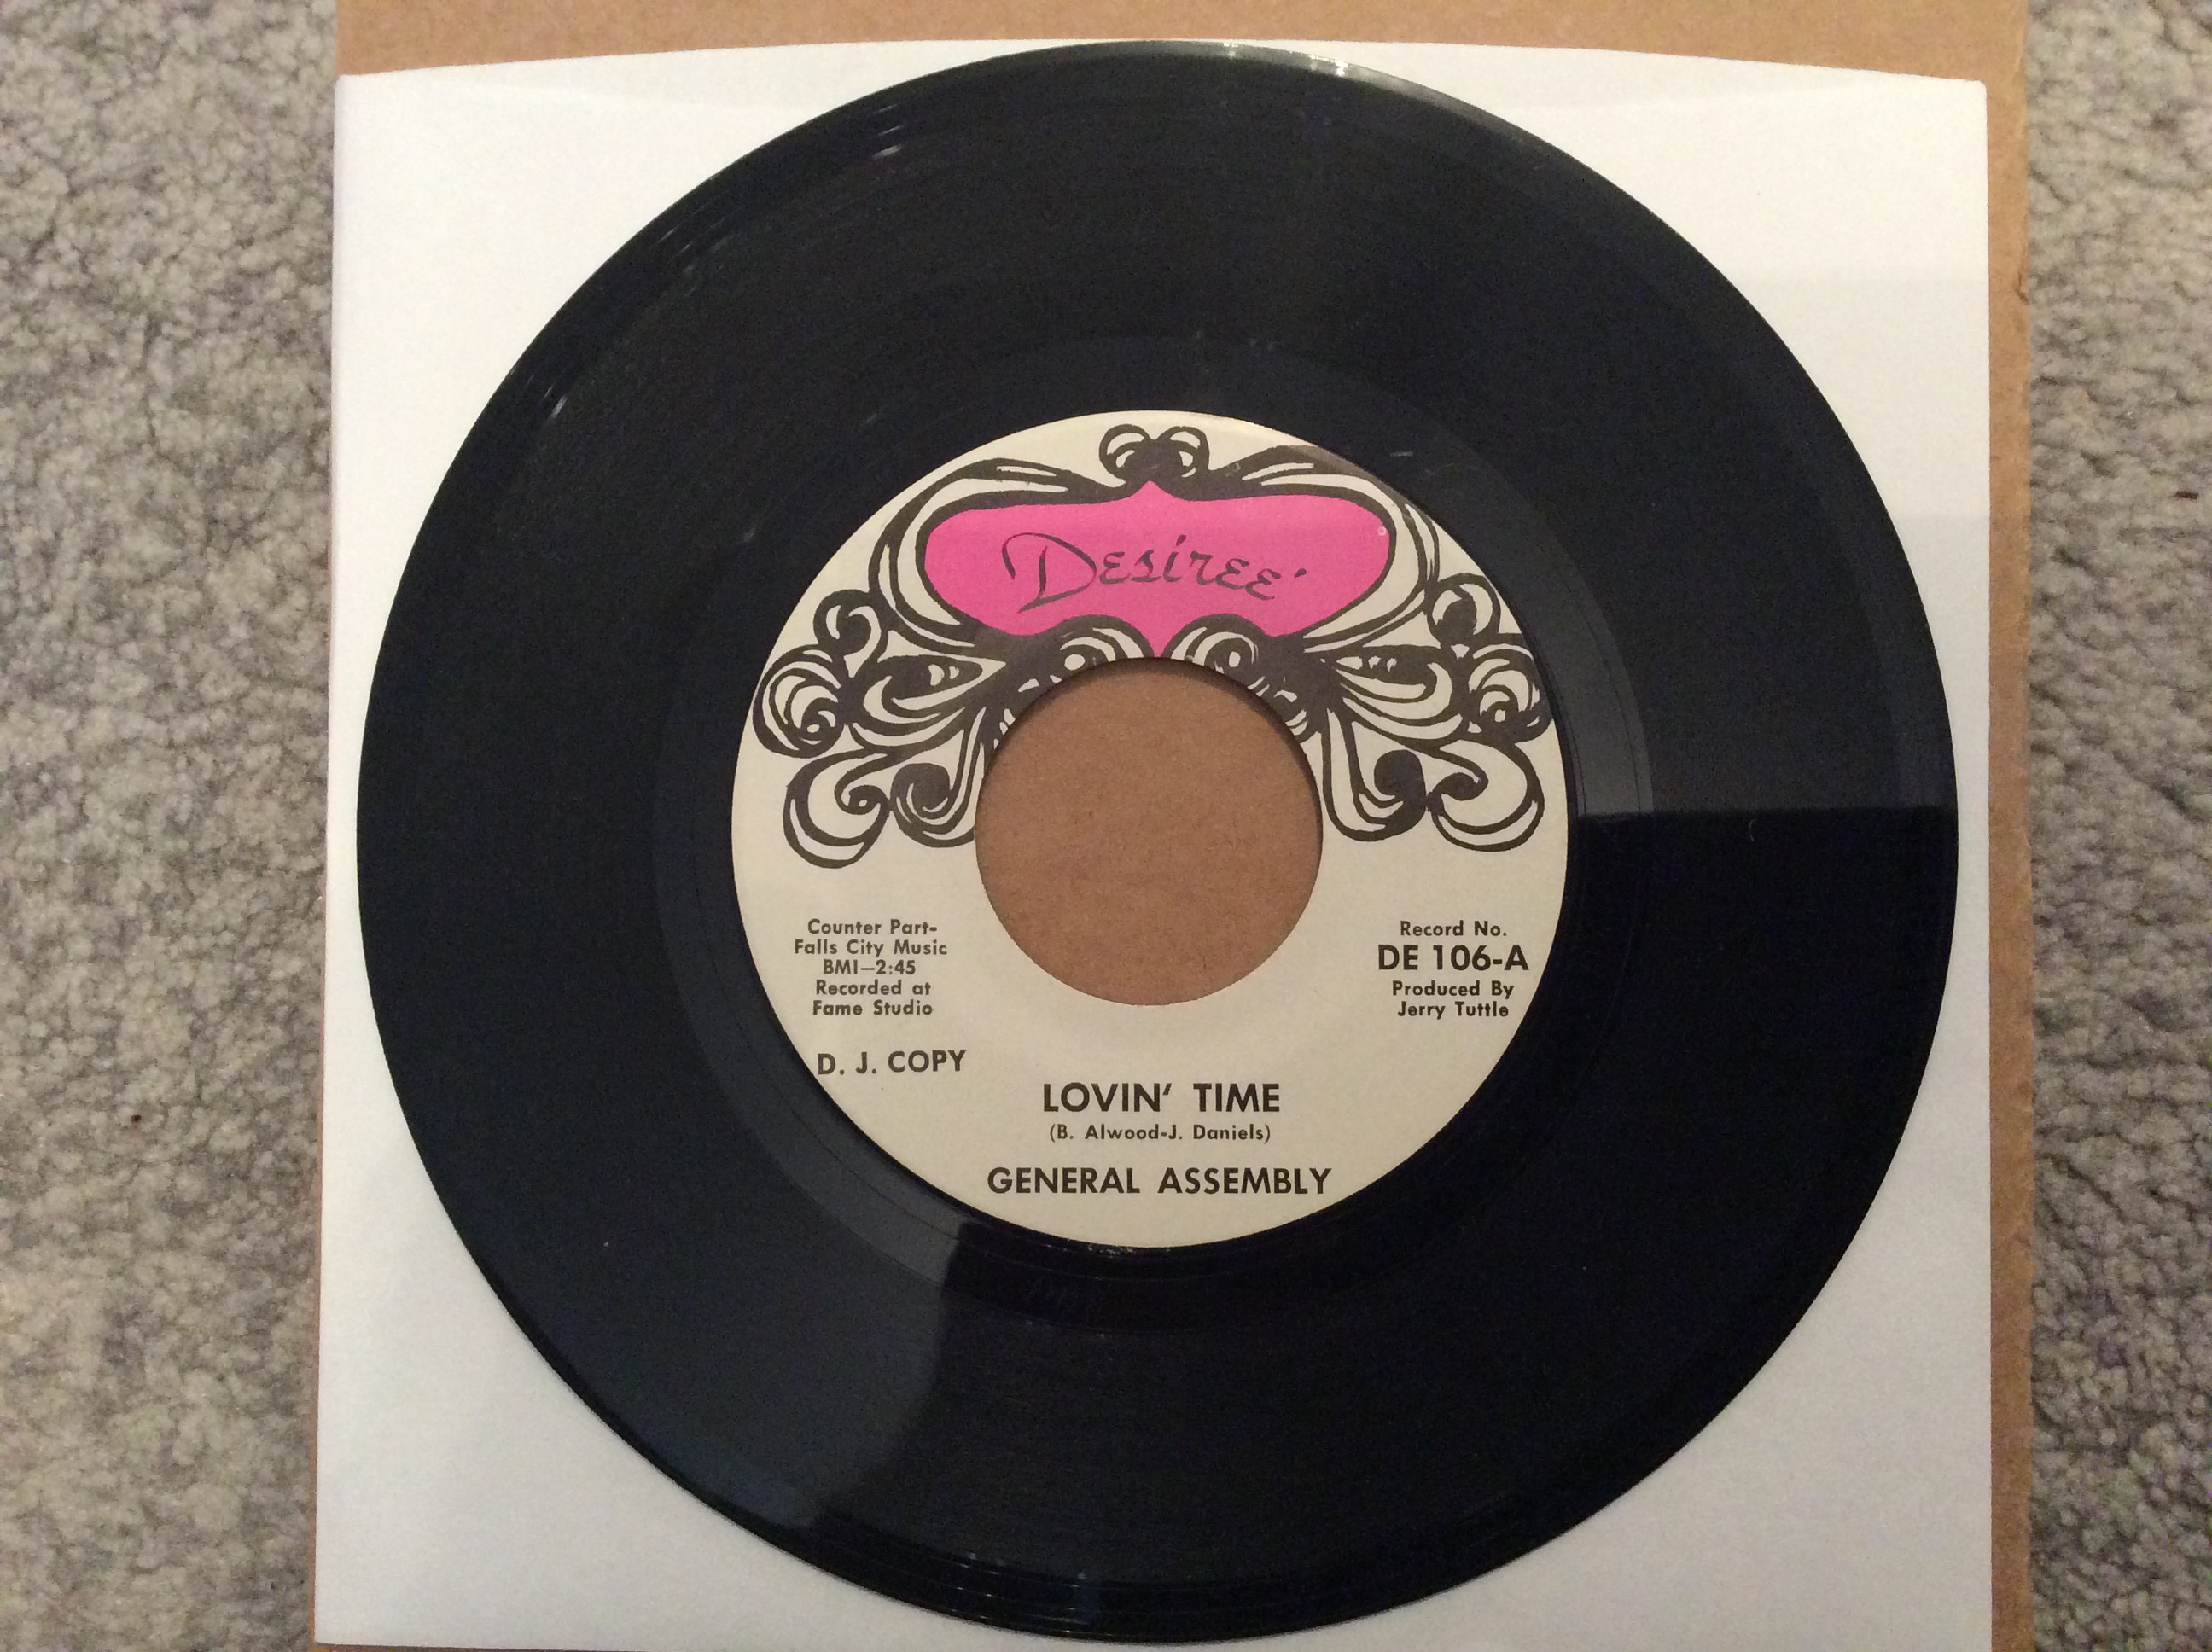 Desiree'
Counter Part-
Falls City Music
BMI—2:45
Recorded at
Fame Studio
Record No.
DE 106-A
Produced By
Jerry Tuttle
D. J. COPY
LOVIN' TIME
(B. Alwood-J. Daniels)
GENERAL ASSEMBLY